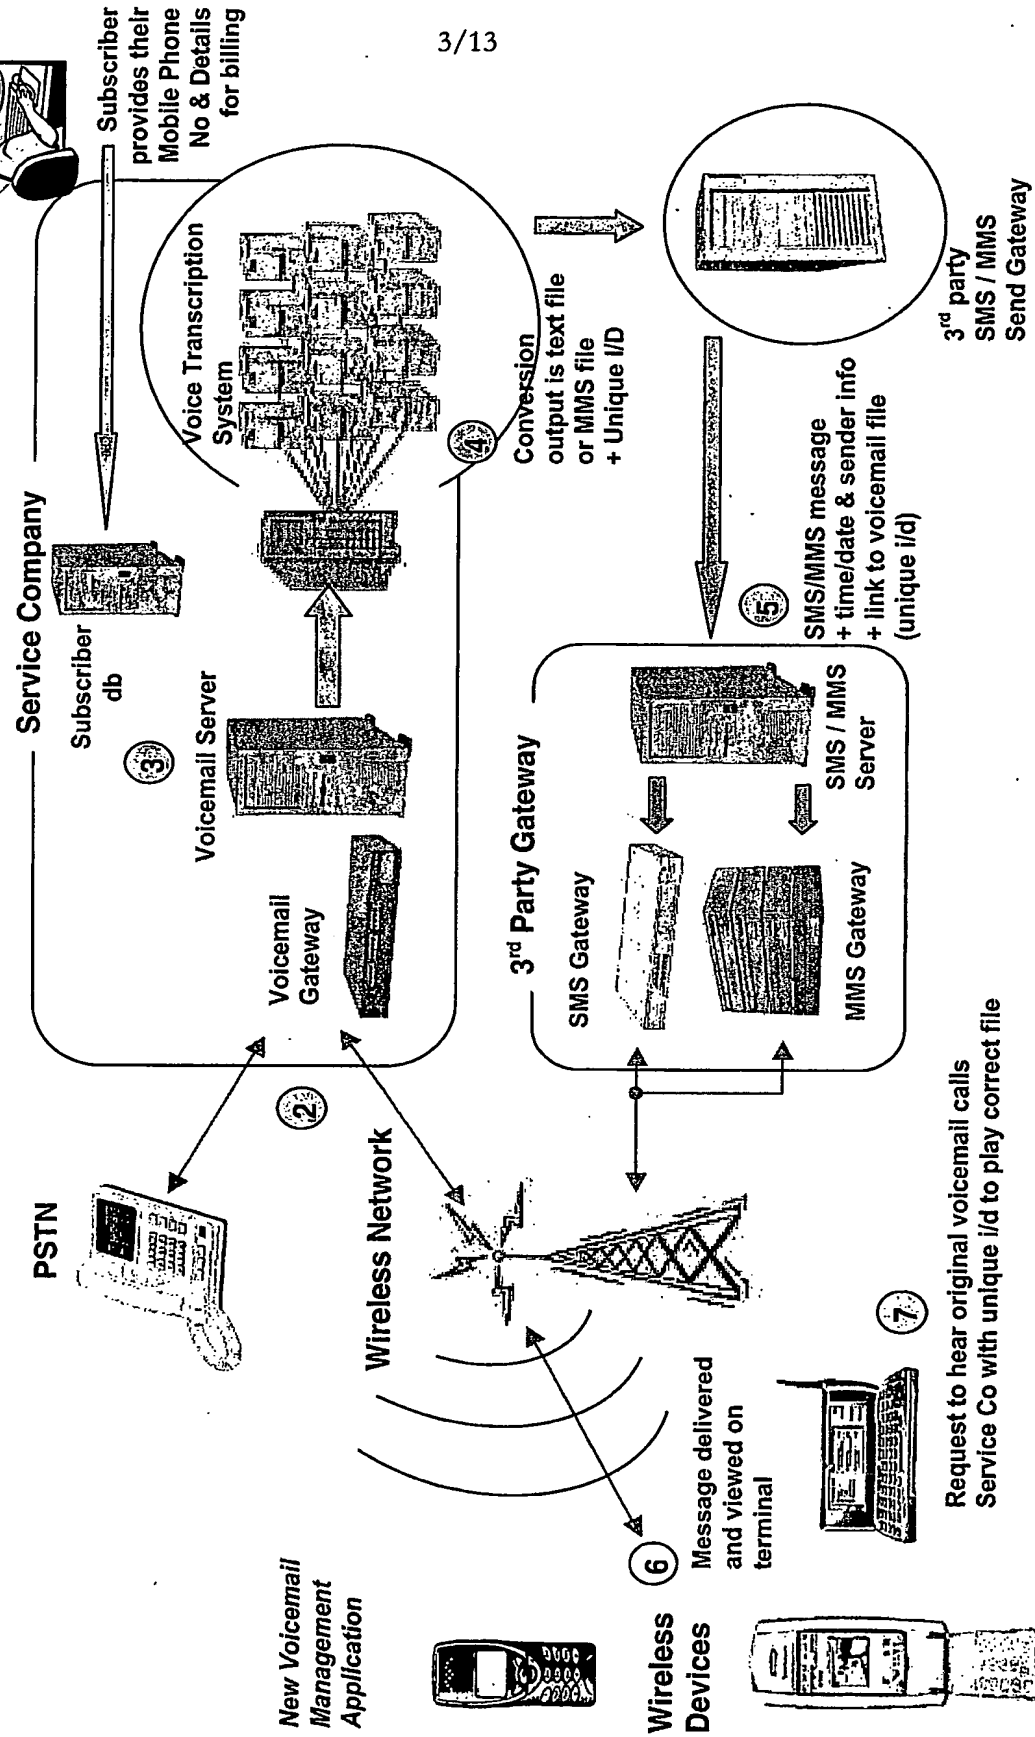 3/13
Subscriber
provides their
Mobile Phone
No & Details
for billing
Service Company
Subscriber
db
3
Voicemail Server
Voicemail
Gateway
Voice Transcription
System
4
Conversion
output is text file
or MMS file
+ Unique I/D
3rd party
SMS / MMS
Send Gateway
5
SMS/MMS message
+ time/date & sender info
+ link to voicemail file
(unique i/d)
3rd Party Gateway
SMS / MMS
Server
SMS Gateway
MMS Gateway
PSTN
2
Wireless Network
New Voicemail
Management
Application
6
Message delivered
and viewed on
terminal
Wireless
Devices
7
Request to hear original voicemail calls
Service Co with unique i/d to play correct file